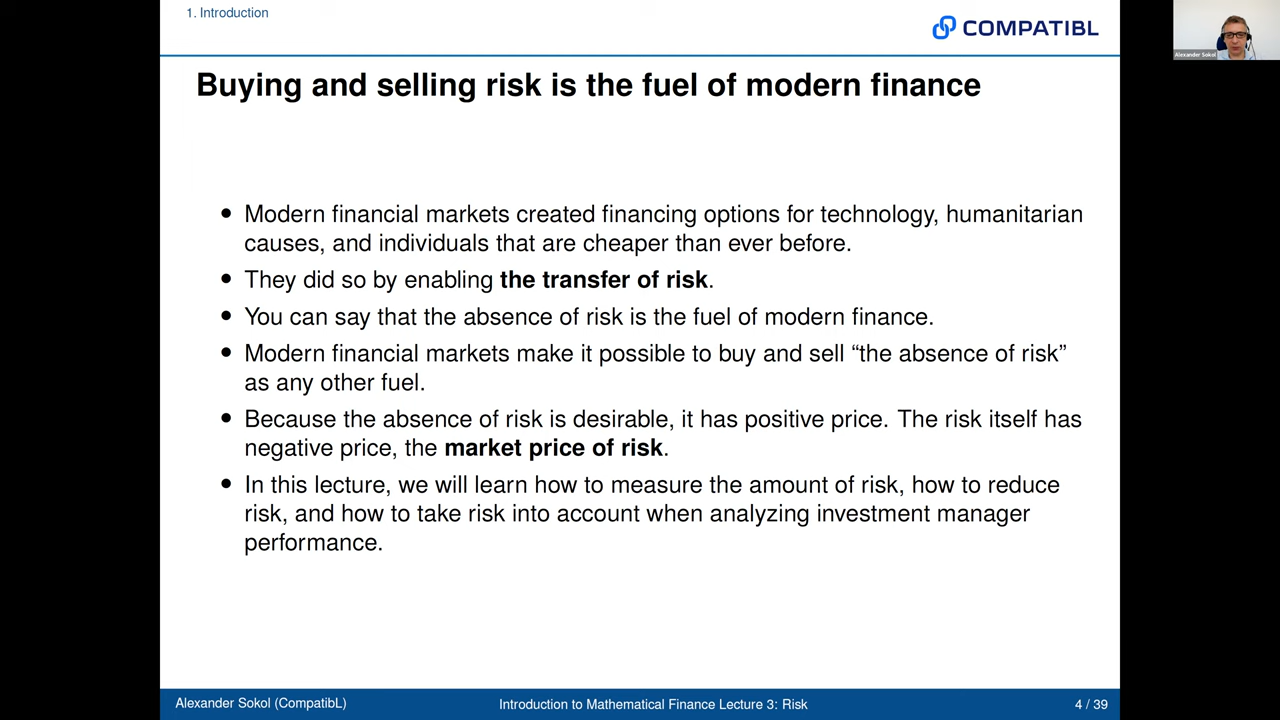 1. Introduction
COMPATIBL
Alexander Sokol
Buying and selling risk is the fuel of modern finance
• Modern financial markets created financing options for technology, humanitarian
causes, and individuals that are cheaper than ever before.
• They did so by enabling the transfer of risk.
• You can say that the absence of risk is the fuel of modern finance.
• Modern financial markets make it possible to buy and sell “the absence of risk”
as any other fuel.
• Because the absence of risk is desirable, it has positive price. The risk itself has
negative price, the market price of risk.
• In this lecture, we will learn how to measure the amount of risk, how to reduce
risk, and how to take risk into account when analyzing investment manager
performance.
Alexander Sokol (CompatibL)
Introduction to Mathematical Finance Lecture 3: Risk
4 / 39